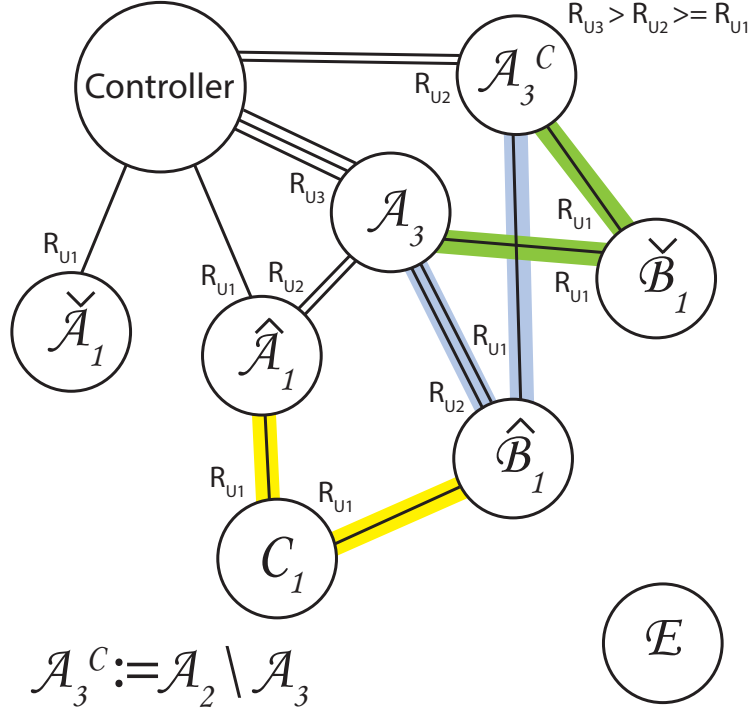 R_U3 > R_U2 >= R_U1
Controller
𝒜_3^C
R_U2
R_U3
𝒜_3
R_U1
R_U1
ℬ̌_1
R_U1
R_U1
R_U2
𝒜̌_1
𝒜̂_1
R_U1
R_U2
ℬ̂_1
R_U1
R_U1
C_1
ℰ
𝒜_3^C := 𝒜_2 \ 𝒜_3